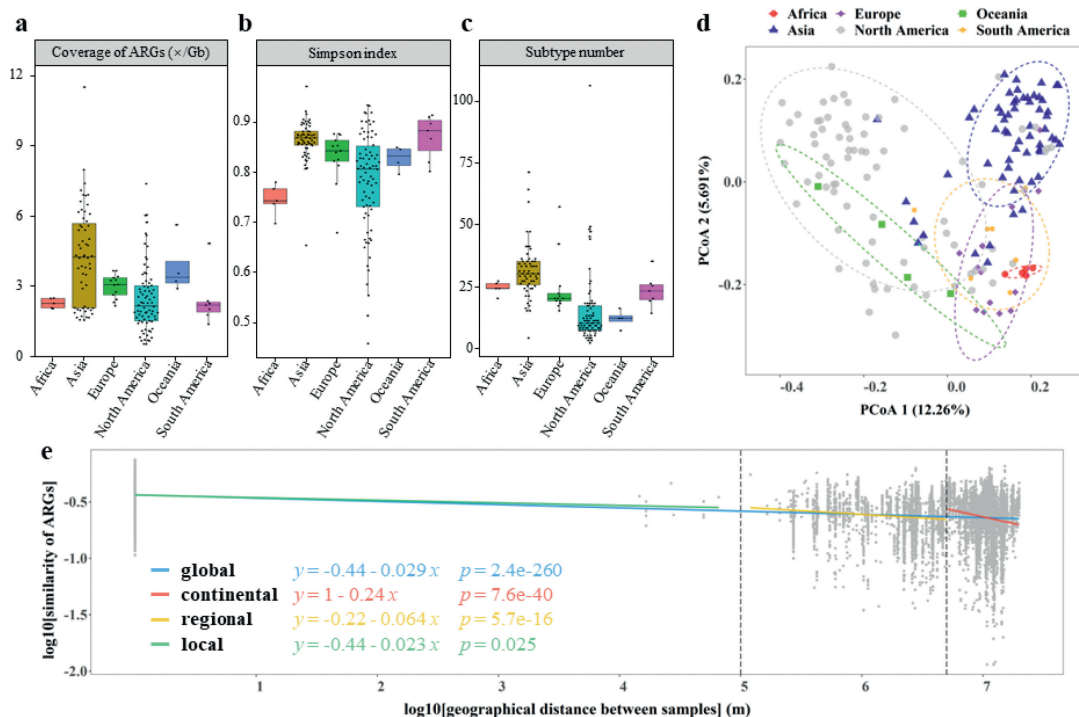 a
Coverage of ARGs (×/Gb)
12
9
6
3
0
Africa
Asia
Europe
North America
Oceania
South America
b
Simpson index
0.9
0.8
0.7
0.6
0.5
Africa
Asia
Europe
North America
Oceania
South America
c
Subtype number
100
75
50
25
0
Africa
Asia
Europe
North America
Oceania
South America
d
Africa Europe Oceania
Asia North America South America
PCoA 2 (5.691%)
0.2
0.0
-0.2
-0.4 -0.2 0.0 0.2
PCoA 1 (12.26%)
e
log10[similarity of ARGs]
-0.5
-1.0
-1.5
-2.0
global y = -0.44 - 0.029 x p = 2.4e-260
continental y = 1 - 0.24 x p = 7.6e-40
regional y = -0.22 - 0.064 x p = 5.7e-16
local y = -0.44 - 0.023 x p = 0.025
1 2 3 4 5 6 7
log10[geographical distance between samples] (m)